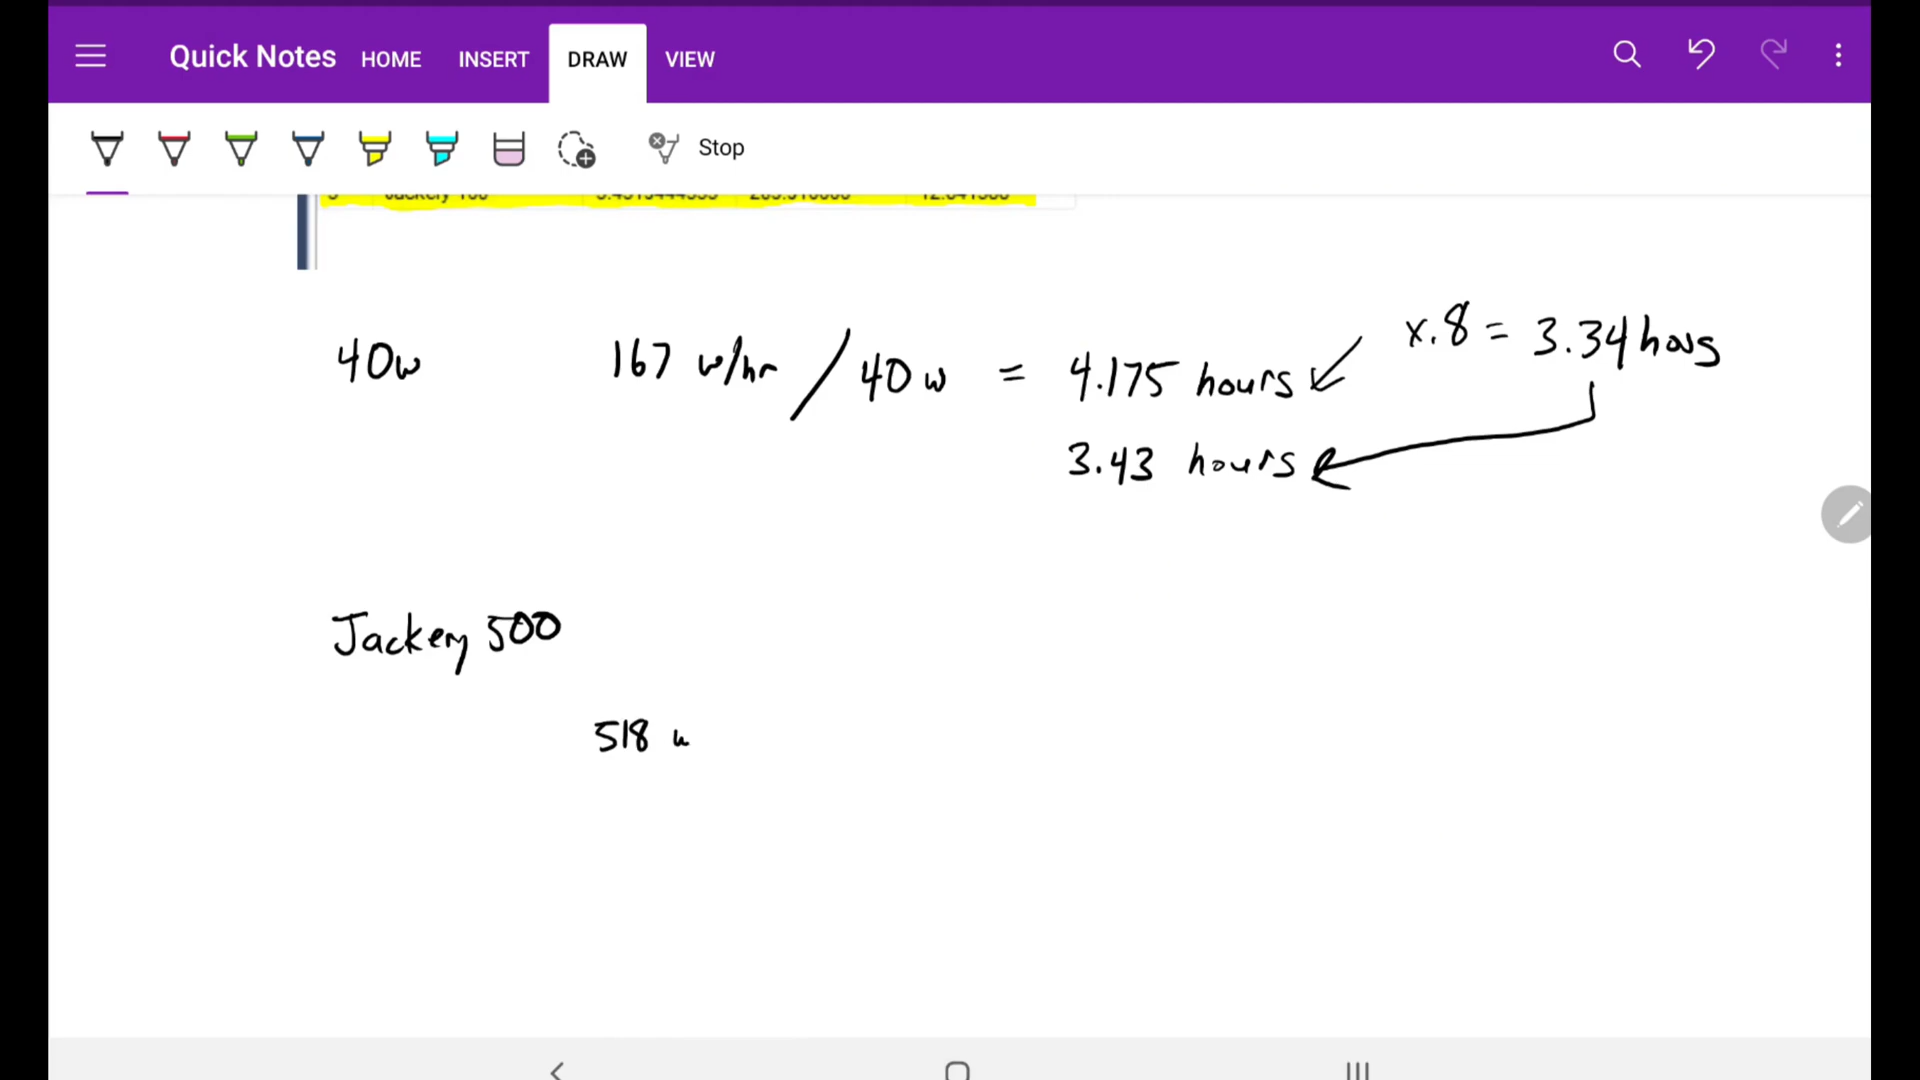 Quick Notes HOME INSERT DRAW VIEW
Stop
x.8 = 3.34 hours
40w 167 w/hr / 40 w = 4.175 hours
3.43 hours
Jackery 500
518 w